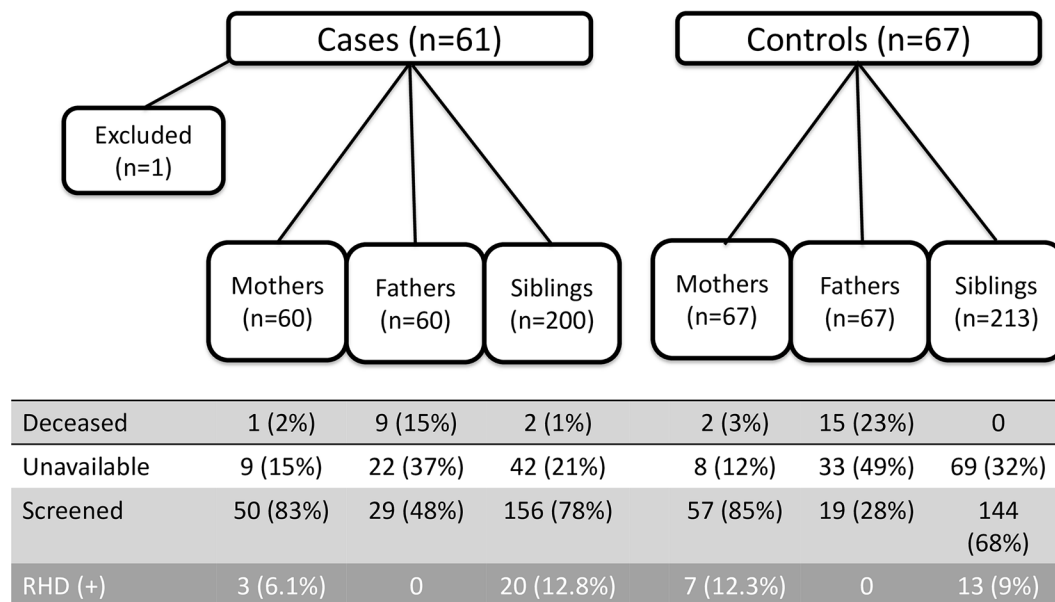 Cases (n=61)
Controls (n=67)
Excluded
(n=1)
Mothers
(n=60)
Fathers
(n=60)
Siblings
(n=200)
Mothers
(n=67)
Fathers
(n=67)
Siblings
(n=213)
Deceased 1 (2%) 9 (15%) 2 (1%) 2 (3%) 15 (23%) 0
Unavailable 9 (15%) 22 (37%) 42 (21%) 8 (12%) 33 (49%) 69 (32%)
Screened 50 (83%) 29 (48%) 156 (78%) 57 (85%) 19 (28%) 144
(68%)
RHD (+) 3 (6.1%) 0 20 (12.8%) 7 (12.3%) 0 13 (9%)